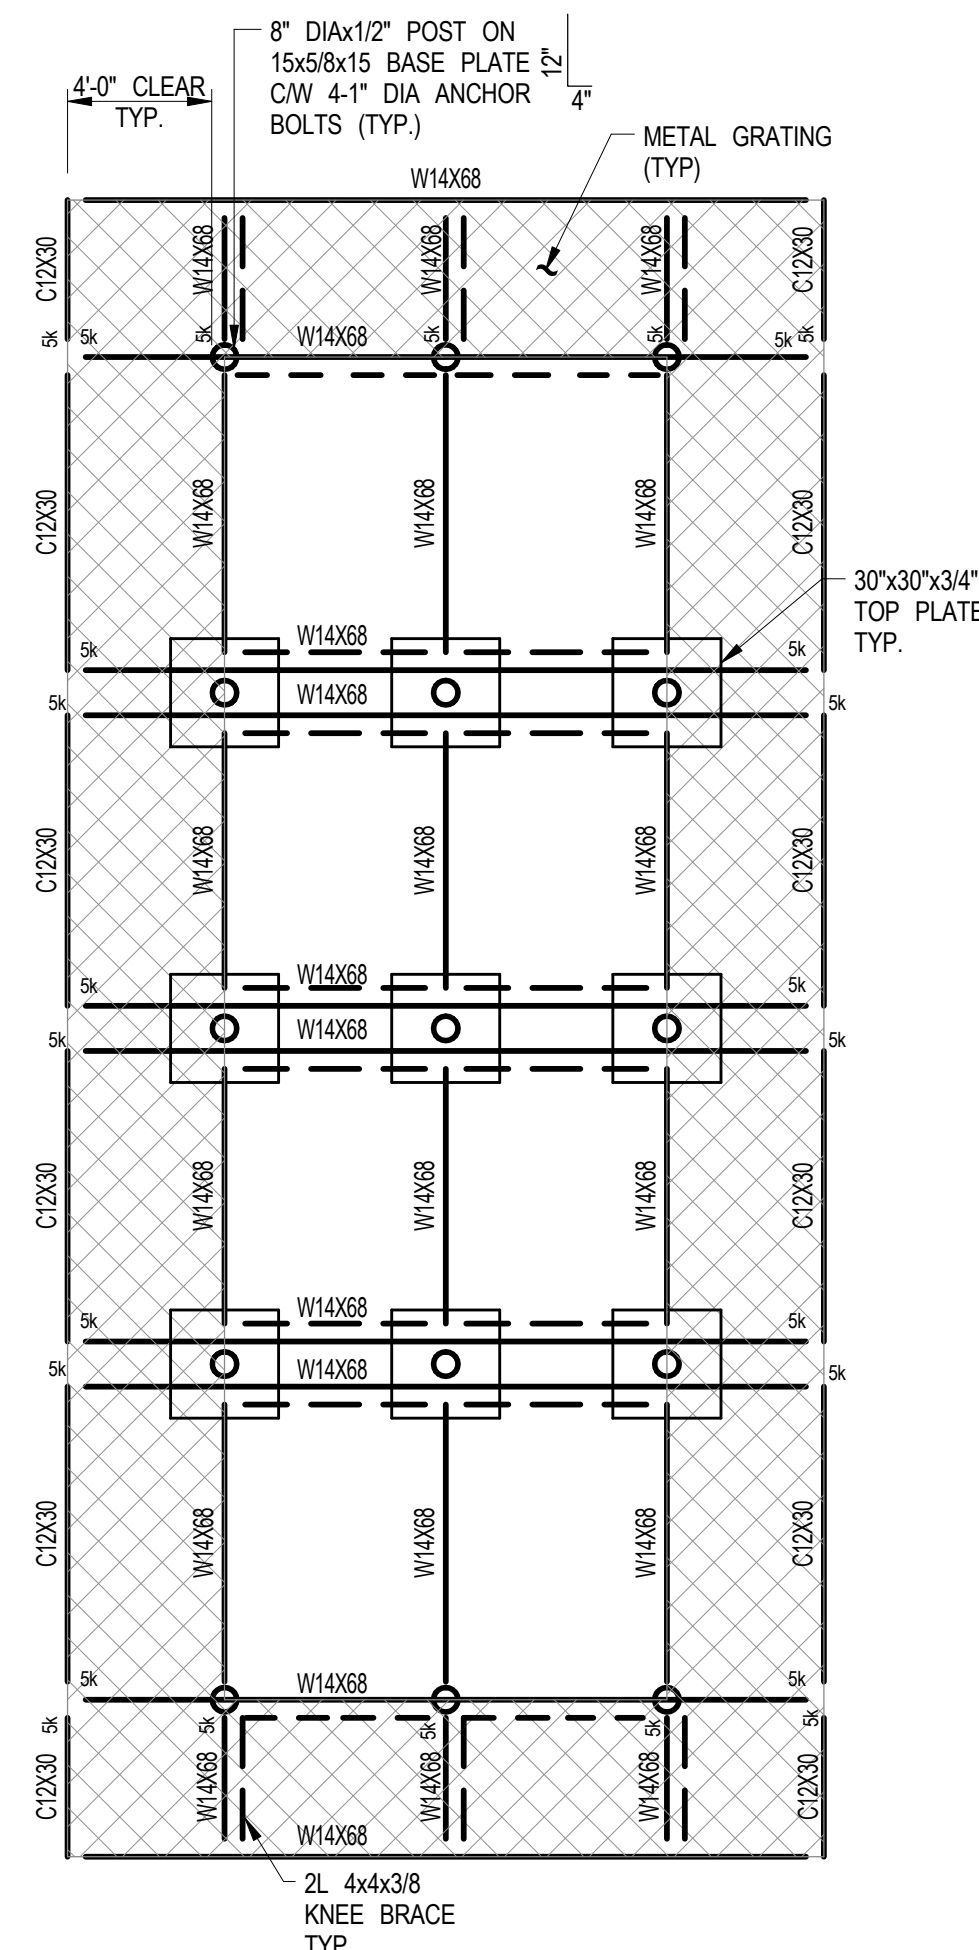 8" DIAx1/2" POST ON
15x5/8x15 BASE PLATE
C/W 4-1" DIA ANCHOR
BOLTS (TYP.)
12"
4"
4'-0" CLEAR
TYP.
METAL GRATING
(TYP)
W14X68
C12X30
W14X68
W14X68
W14X68
C12X30
5k
5k
5k
W14X68
5k
5k
5k
5k
C12X30
W14X68
W14X68
W14X68
C12X30
30"x30"x3/4"
TOP PLATE
TYP.
W14X68
5k
5k
5k
W14X68
5k
C12X30
W14X68
W14X68
W14X68
C12X30
5k
W14X68
5k
5k
W14X68
5k
C12X30
W14X68
W14X68
W14X68
C12X30
5k
W14X68
5k
5k
W14X68
5k
C12X30
W14X68
W14X68
W14X68
C12X30
5k
W14X68
5k
5k
5k
5k
5k
5k
C12X30
W14X68
W14X68
W14X68
C12X30
W14X68
2L 4x4x3/8
KNEE BRACE
TYP